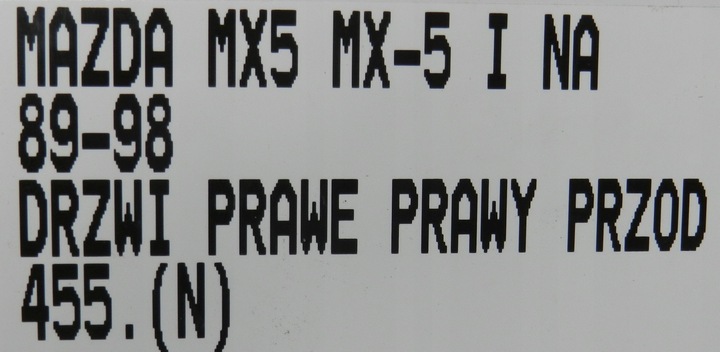 MAZDA MX5 MX-5 I NA
89-98
DRZWI PRAWE PRAWY PRZOD
455.(N)